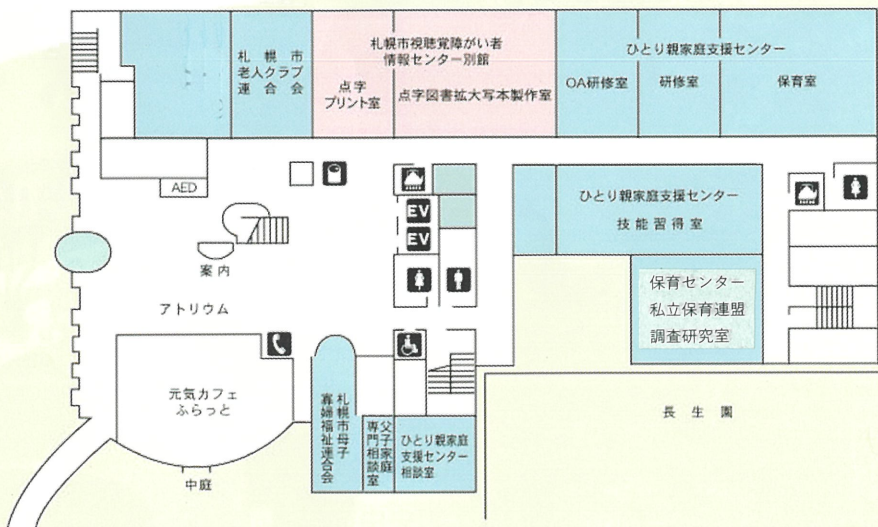 札幌市
老人クラブ
連合会
札幌市視聴覚障がい者
情報センター別館
点字
プリント室
点字図書拡大写本製作室
ひとり親家庭支援センター
OA研修室
研修室
保育室
AED
EV
EV
ひとり親家庭支援センター
技能習得室
案内
アトリウム
保育センター
私立保育連盟
調査研究室
元気カフェ
ふらっと
札幌市母子
寡婦福祉連合会
父子家庭
専門相談室
ひとり親家庭
支援センター
相談室
長生園
中庭